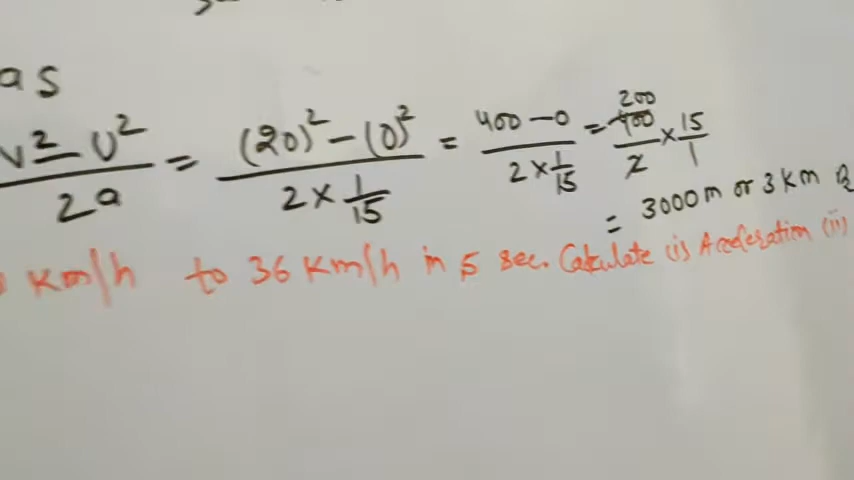 as
v² - u² / 2a = (20)² - (0)² / 2 × 1/15 = 400 - 0 / 2 × 1/15 = 200 400 / 2 × 15 / 1
= 3000 m or 3 km
km/h to 36 km/h in 5 sec. Calculate (i) Acceleration (ii)